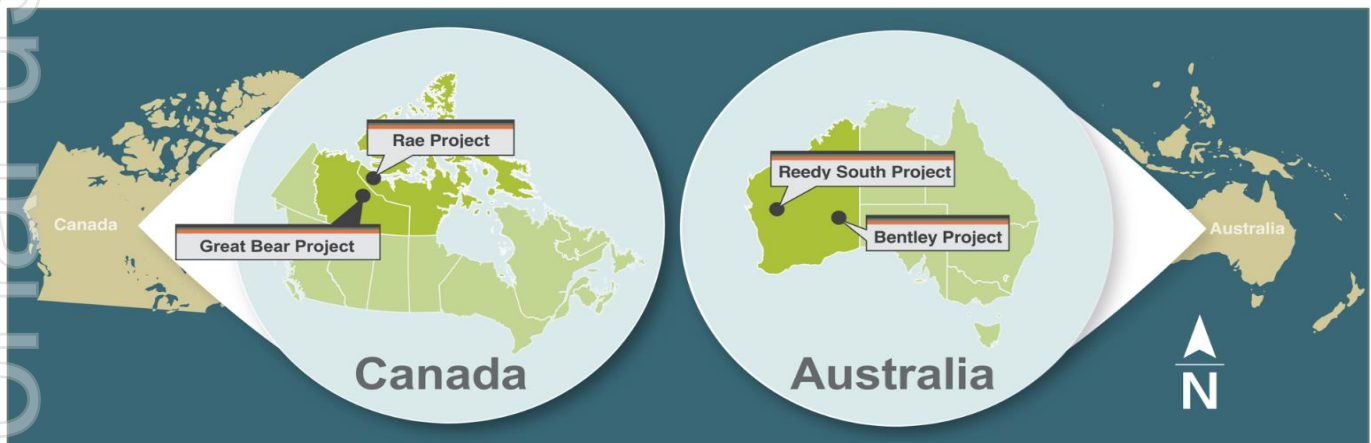 Canada
Rae Project
Great Bear Project
Canada
Reedy South Project
Bentley Project
Australia
Australia
N